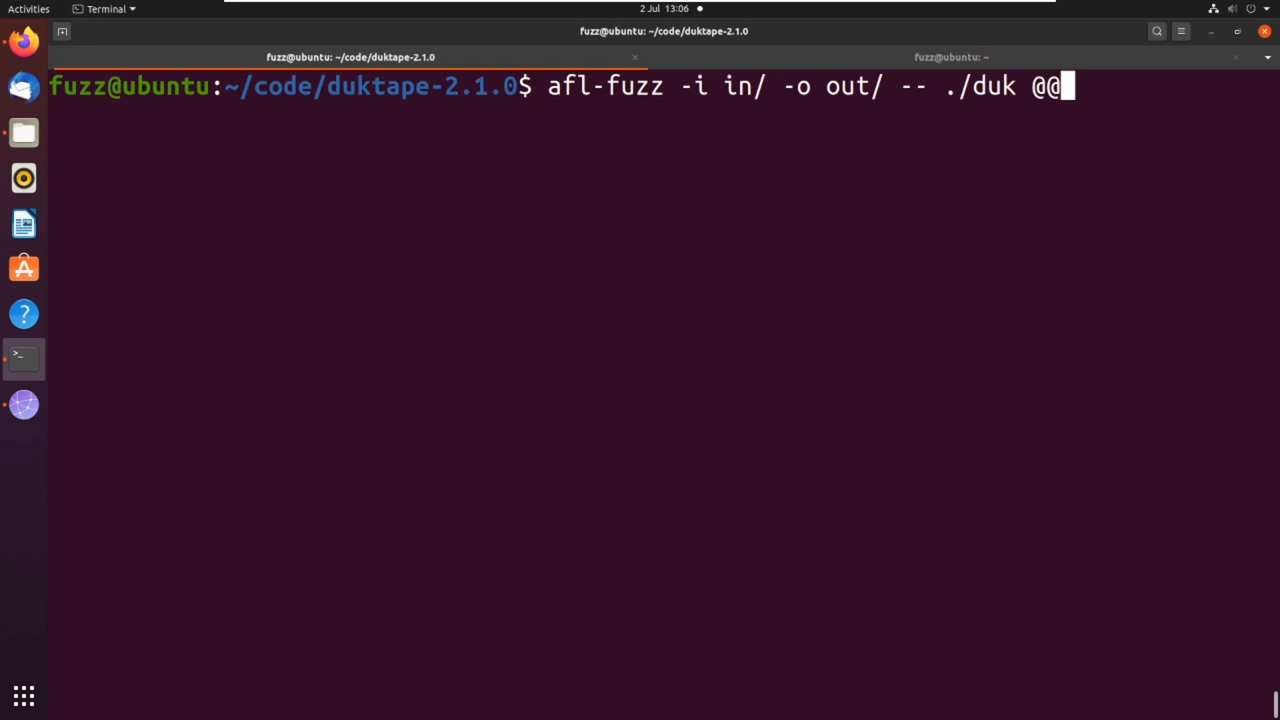 Activities
Terminal
2 Jul 13:06
fuzz@ubuntu: ~/code/duktape-2.1.0
fuzz@ubuntu: ~/code/duktape-2.1.0
fuzz@ubuntu: ~
fuzz@ubuntu:~/code/duktape-2.1.0$ afl-fuzz -i in/ -o out/ -- ./duk @@